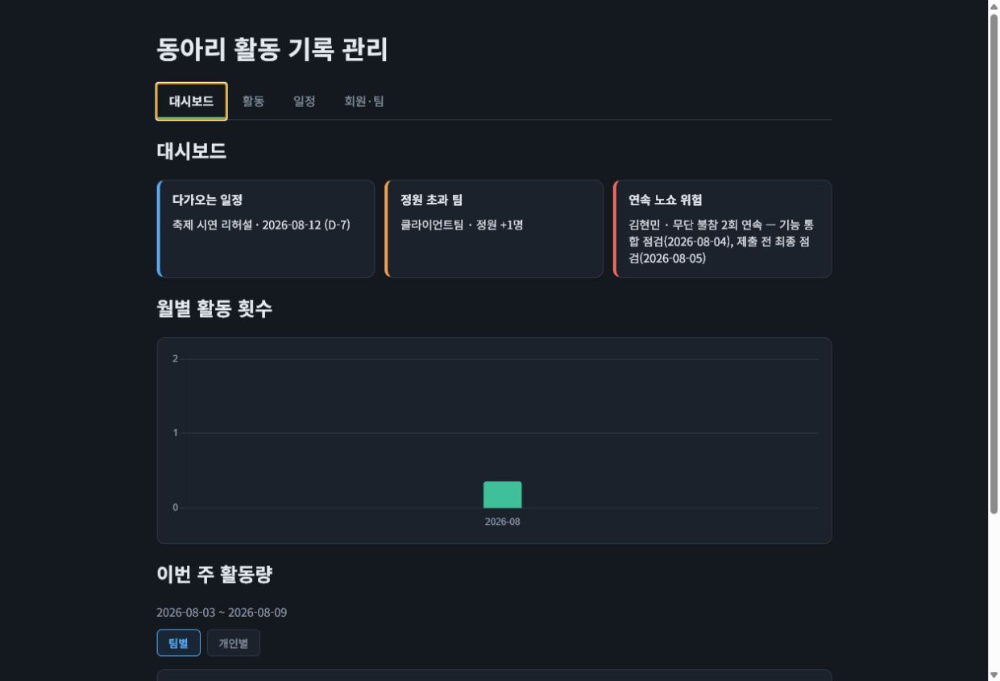 동아리 활동 기록 관리
대시보드 활동 일정 회원·팀
대시보드
다가오는 일정
축제 시연 리허설 · 2026-08-12 (D-7)
정원 초과 팀
클라이언트팀 · 정원 +1명
연속 노쇼 위험
김현민 · 무단 불참 2회 연속 — 기능 통
합 점검(2026-08-04), 제출 전 최종 점
검(2026-08-05)
월별 활동 횟수
2
1
0
2026-08
이번 주 활동량
2026-08-03 ~ 2026-08-09
팀별 개인별